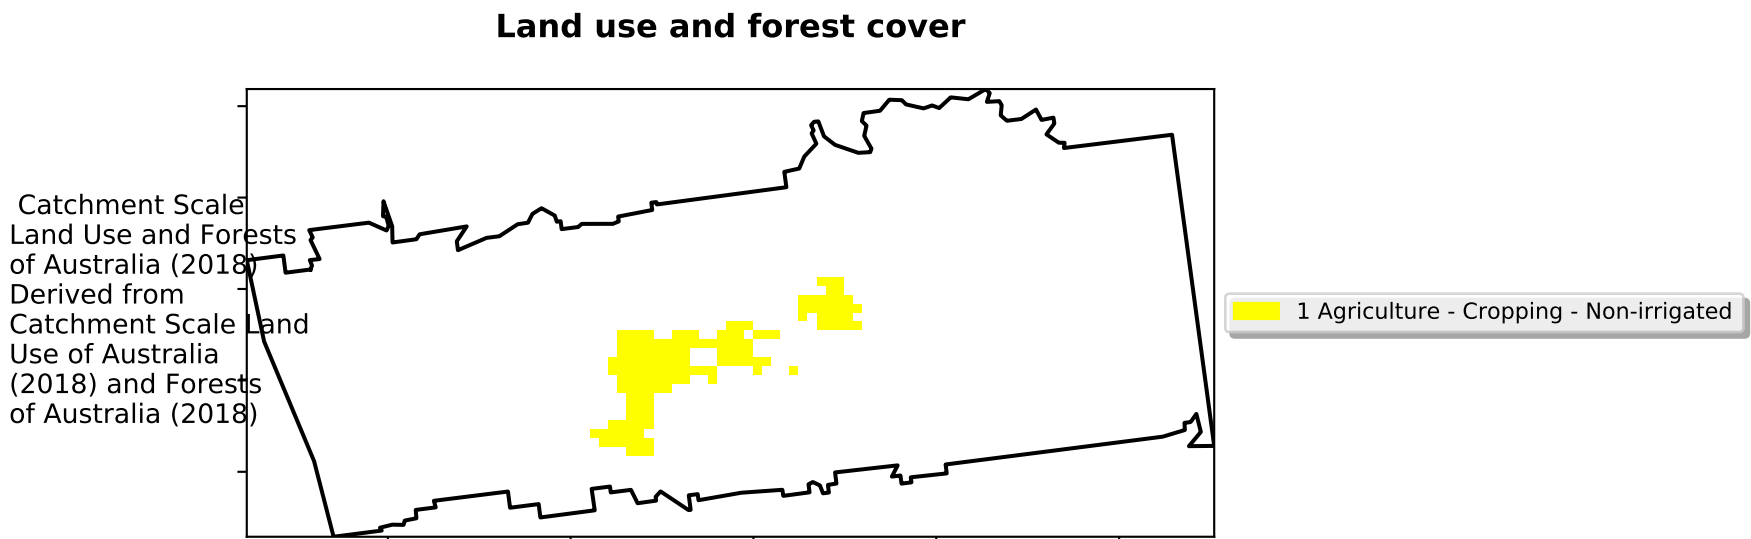 Land use and forest cover
Catchment Scale
Land Use and Forests
of Australia (2018)
Derived from
Catchment Scale Land
Use of Australia
(2018) and Forests
of Australia (2018)
1 Agriculture - Cropping - Non-irrigated